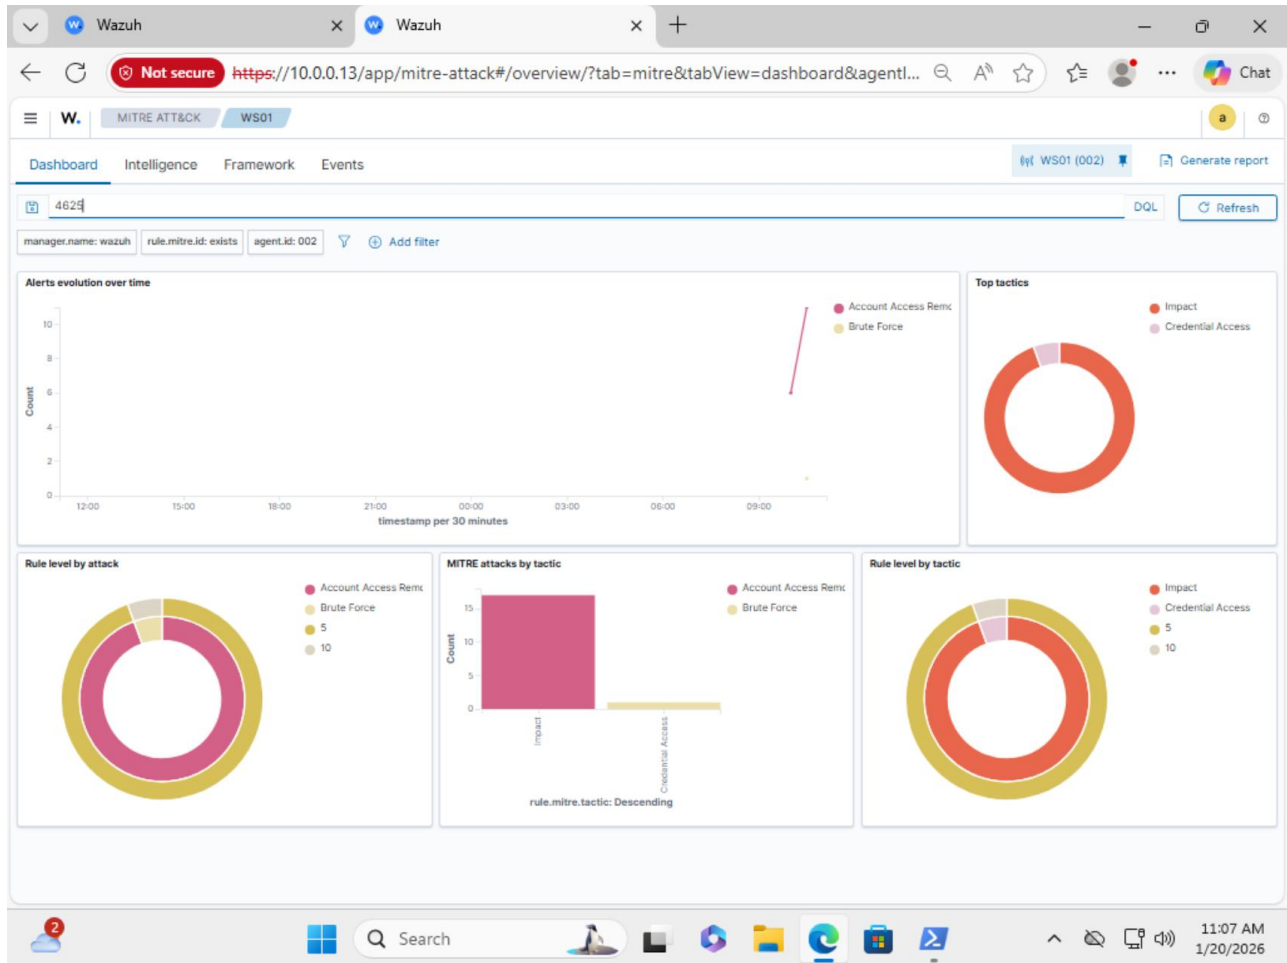 Wazuh
Wazuh
Not secure https://10.0.0.13/app/mitre-attack#/overview/?tab=mitre&tabView=dashboard&agentI... Chat
W. MITRE ATT&CK WS01 a
Dashboard Intelligence Framework Events WS01 (002) Generate report
4625 DQL Refresh
manager.name: wazuh rule.mitre.id: exists agent.id: 002 Add filter
Alerts evolution over time
Account Access Remo
Brute Force
10
8
6
4
2
0
Count
12:00 15:00 18:00 21:00 00:00 03:00 06:00 09:00
timestamp per 30 minutes
Top tactics
Impact
Credential Access
Rule level by attack
Account Access Remo
Brute Force
5
10
MITRE attacks by tactic
Account Access Remo
Brute Force
15
10
5
0
Count
Impact
Credential Access
rule.mitre.tactic: Descending
Rule level by tactic
Impact
Credential Access
5
10
2
Search
11:07 AM
1/20/2026